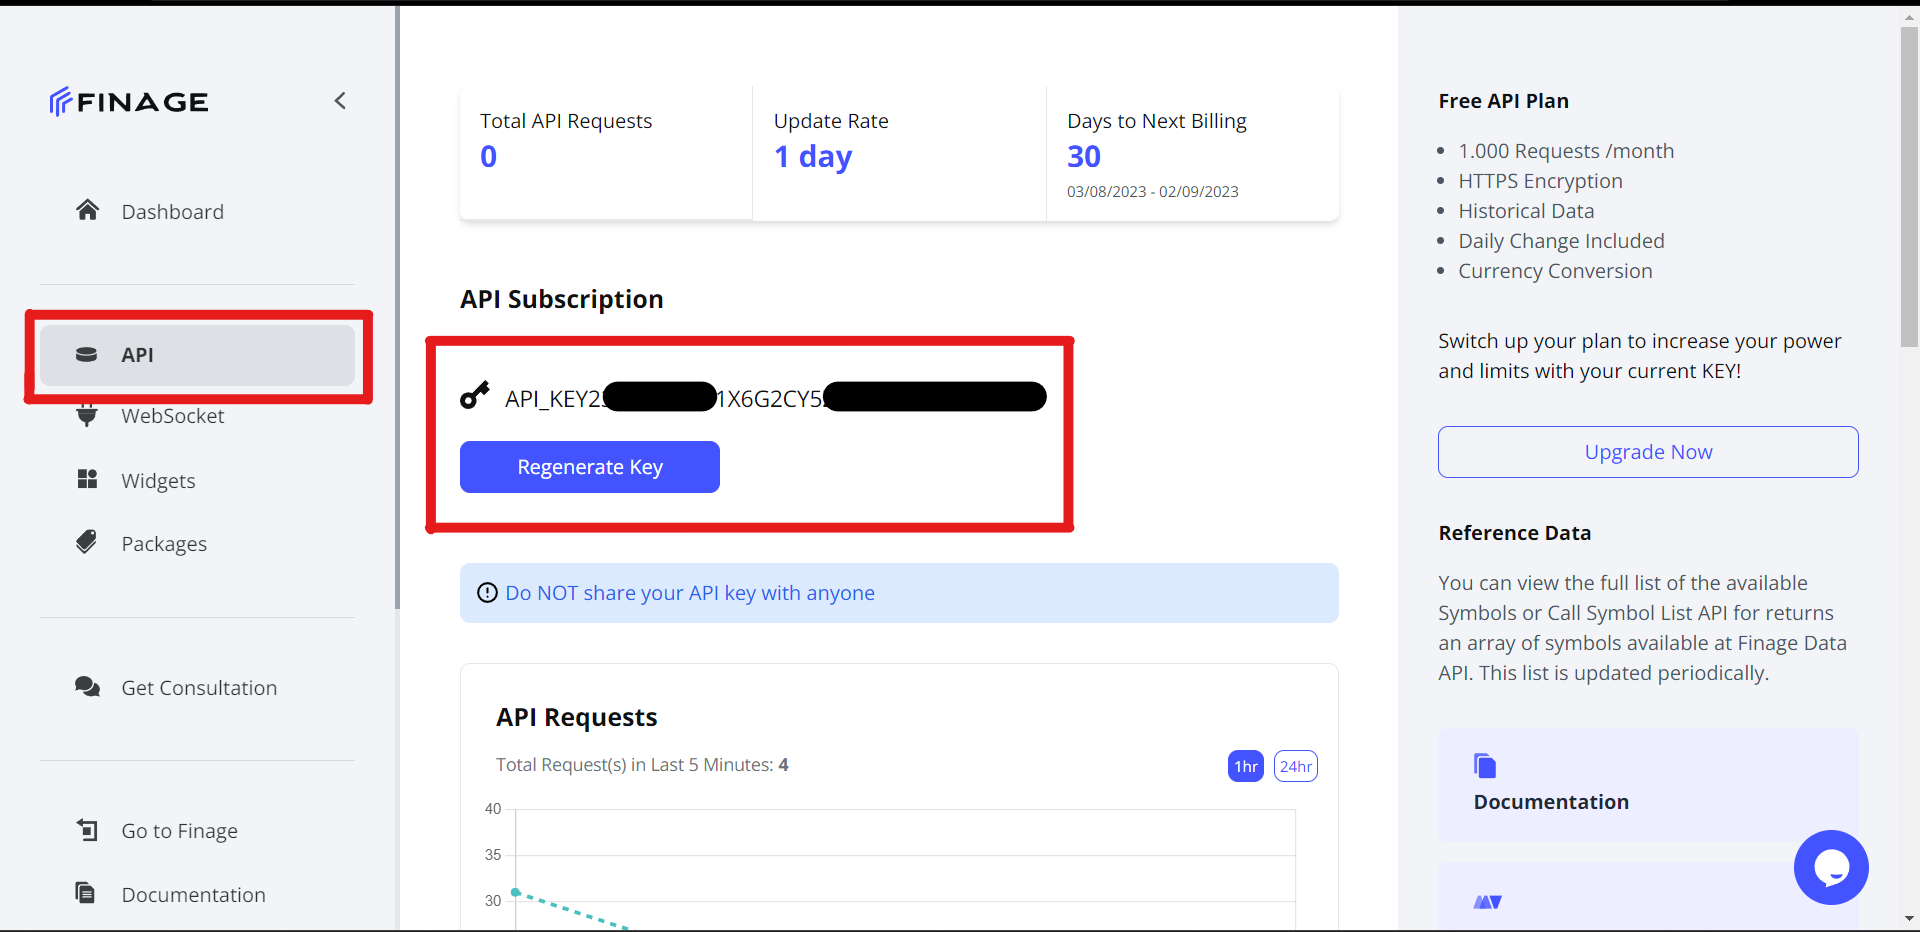 FINAGE
Dashboard
API
WebSocket
Widgets
Packages
Get Consultation
Go to Finage
Documentation
Total API Requests
0
Update Rate
1 day
Days to Next Billing
30
03/08/2023 - 02/09/2023
API Subscription
API_KEY2 1X6G2CY5
Regenerate Key
Do NOT share your API key with anyone
API Requests
Total Request(s) in Last 5 Minutes: 4
1hr
24hr
40
35
30
Free API Plan
1.000 Requests /month
HTTPS Encryption
Historical Data
Daily Change Included
Currency Conversion
Switch up your plan to increase your power
and limits with your current KEY!
Upgrade Now
Reference Data
You can view the full list of the available
Symbols or Call Symbol List API for returns
an array of symbols available at Finage Data
API. This list is updated periodically.
Documentation